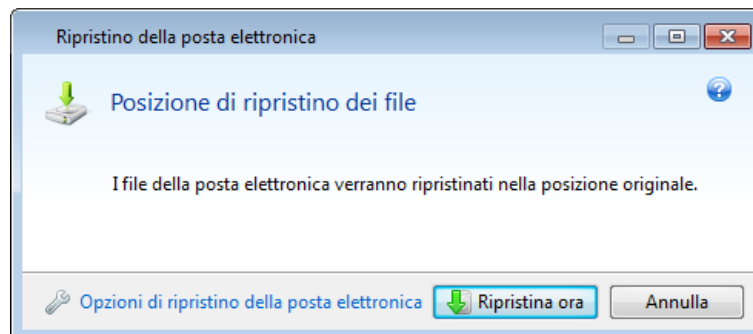 Ripristino della posta elettronica
Posizione di ripristino dei file
I file della posta elettronica verranno ripristinati nella posizione originale.
Opzioni di ripristino della posta elettronica Ripristina ora Annulla